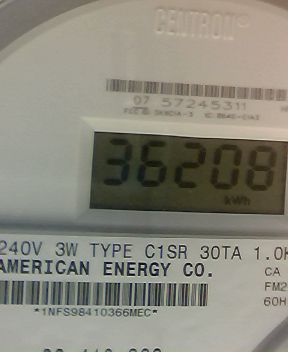 CENTRON®
07 57245311
36208
kWh
240V 3W TYPE C1SR 30TA 1.0K
AMERICAN ENERGY CO.
CA
FM2
60H
*1NFS98410366MEC*